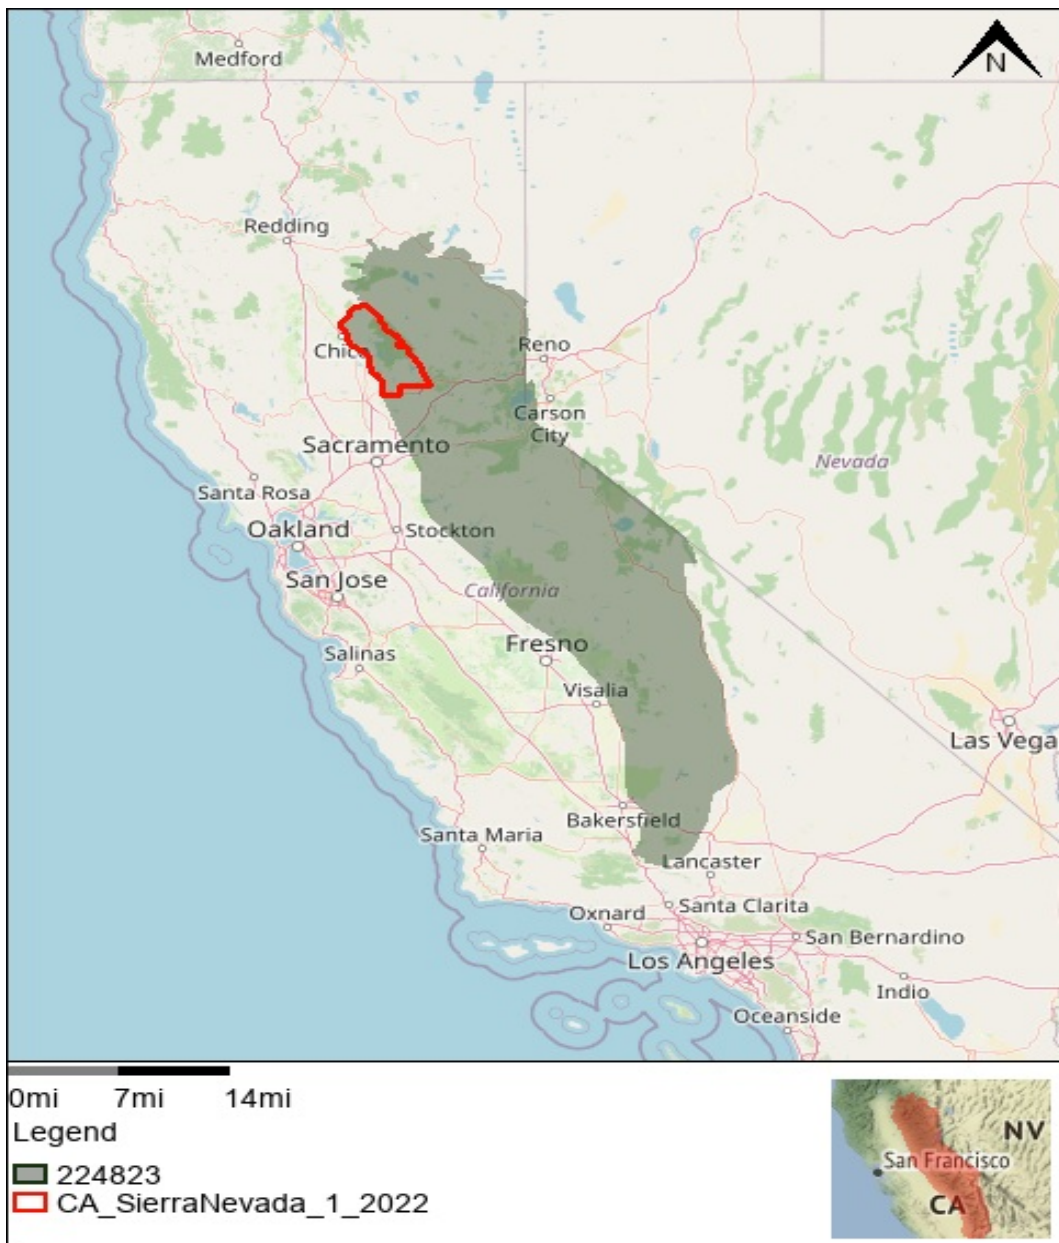 Medford
N
Redding
Chic
Reno
Carson
City
Sacramento
Nevada
Santa Rosa
Oakland
Stockton
San Jose
California
Salinas
Fresno
Visalia
Las Vega
Bakersfield
Santa Maria
Lancaster
Santa Clarita
Oxnard
San Bernardino
Los Angeles
Indio
Oceanside
0mi 7mi 14mi
Legend
224823
CA_SierraNevada_1_2022
NV
San Francisco
CA